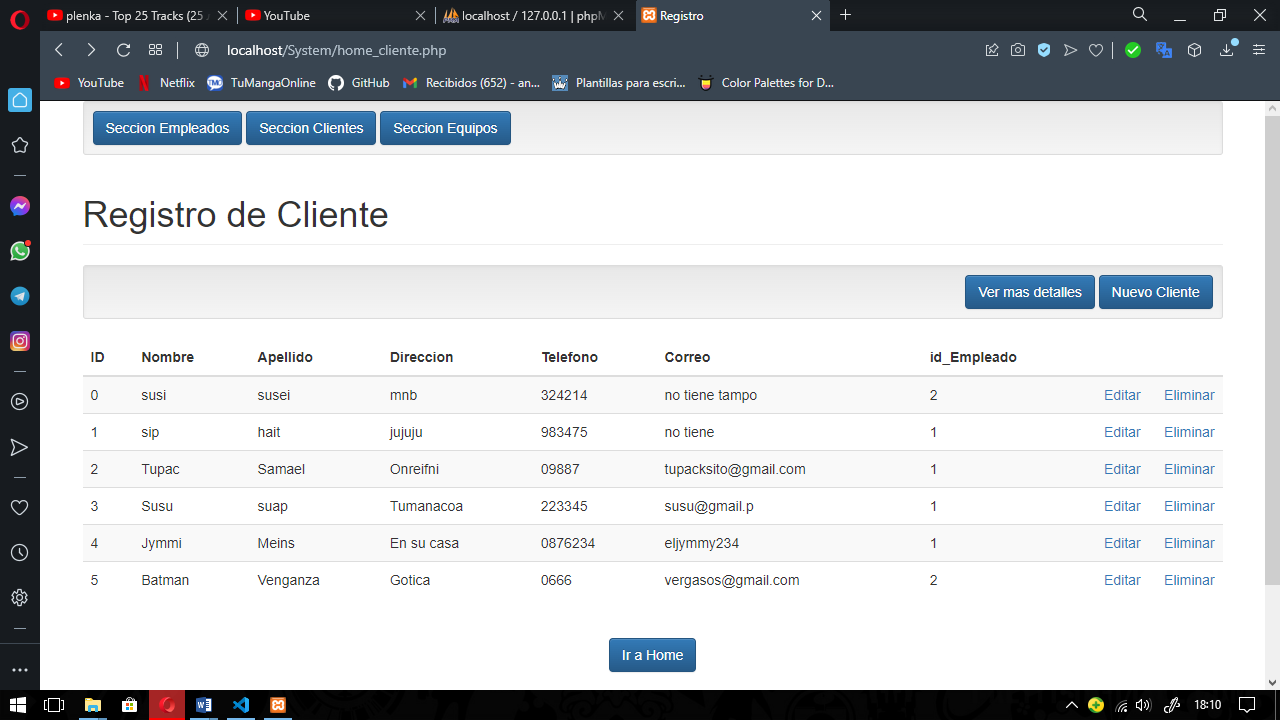 plenka - Top 25 Tracks (25
YouTube
localhost / 127.0.0.1 | phpM
Registro
localhost/System/home_cliente.php
YouTube Netflix TuMangaOnline GitHub Recibidos (652) - an... Plantillas para escri... Color Palettes for D...
Seccion Empleados Seccion Clientes Seccion Equipos
Registro de Cliente
Ver mas detalles Nuevo Cliente
ID Nombre Apellido Direccion Telefono Correo id_Empleado
0 susi susei mnb 324214 no tiene tampo 2 Editar Eliminar
1 sip hait jujuju 983475 no tiene 1 Editar Eliminar
2 Tupac Samael Onreifni 09887 tupacksito@gmail.com 1 Editar Eliminar
3 Susu suap Tumanacoa 223345 susu@gmail.p 1 Editar Eliminar
4 Jymmi Meins En su casa 0876234 eljymmy234 1 Editar Eliminar
5 Batman Venganza Gotica 0666 vergasos@gmail.com 2 Editar Eliminar
Ir a Home
18:10